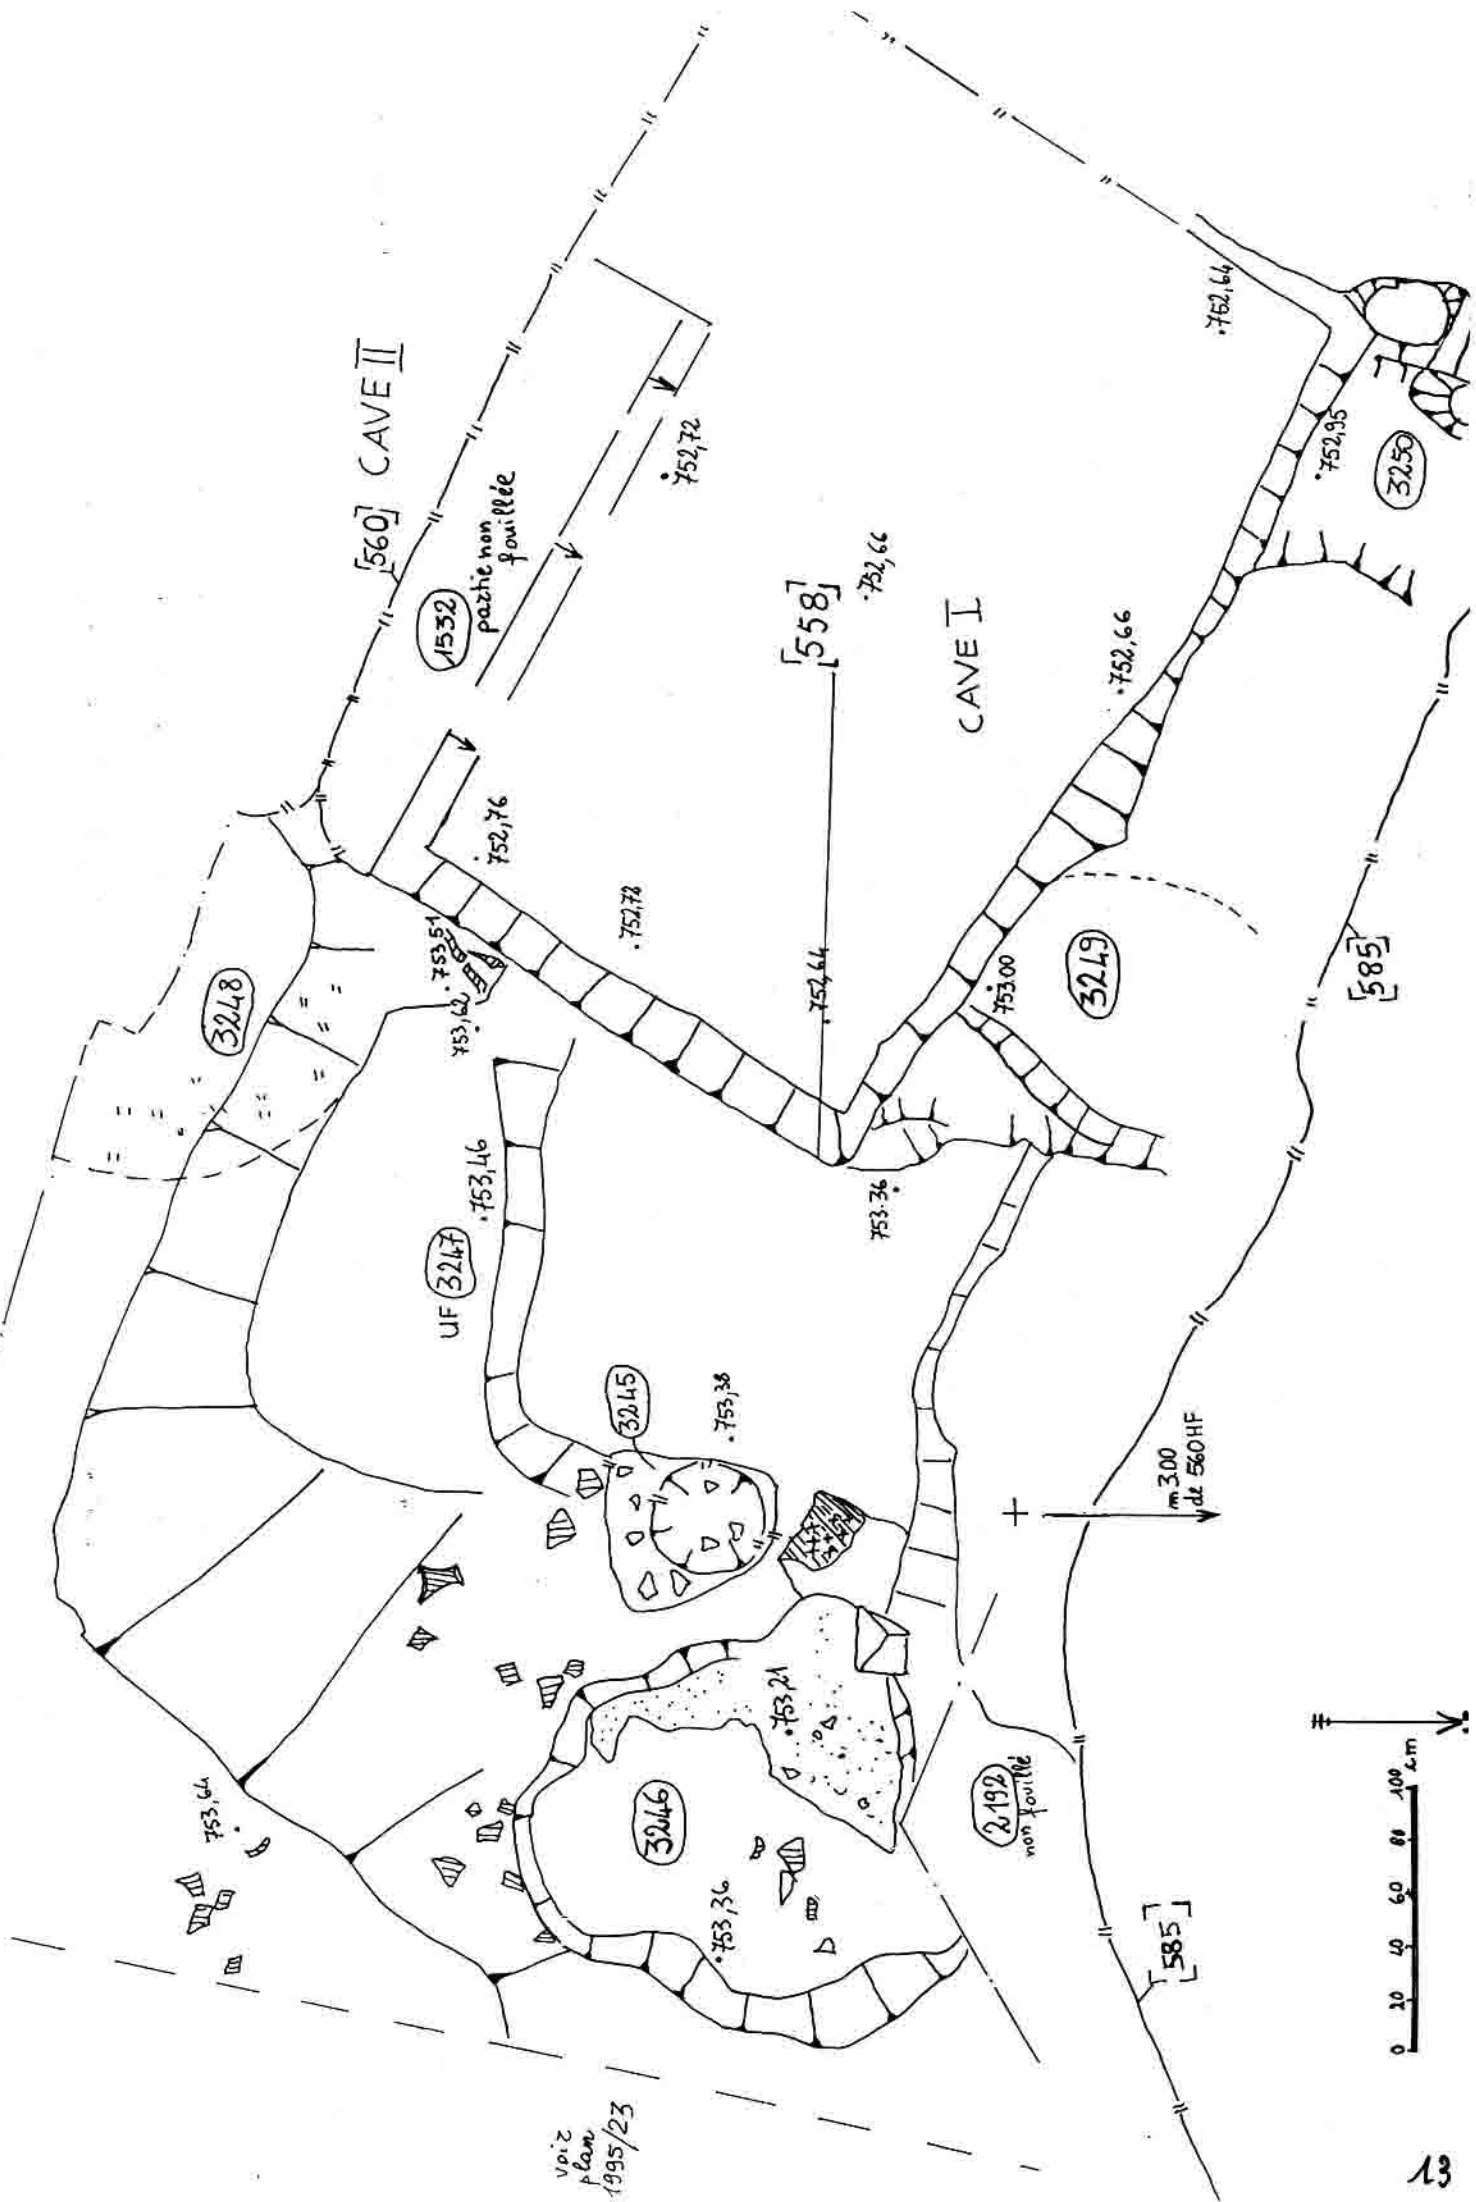 voir
plan
1995/23
753,64
3248
[560] CAVE II
1532
partie non
fouillée
753,51
753,62
752,76
UF 3247
.753,46
752,72
3245
.753,38
.752,72
3246
.753,36
.753,21
[558]
.752,66
.752,64
CAVE I
753.36
753.00
.752,66
.752,64
3249
.752,95
3250
2192
non fouillé
m 3.00
de 560HF
[585]
[585]
0 20 40 60 80 100 cm
13